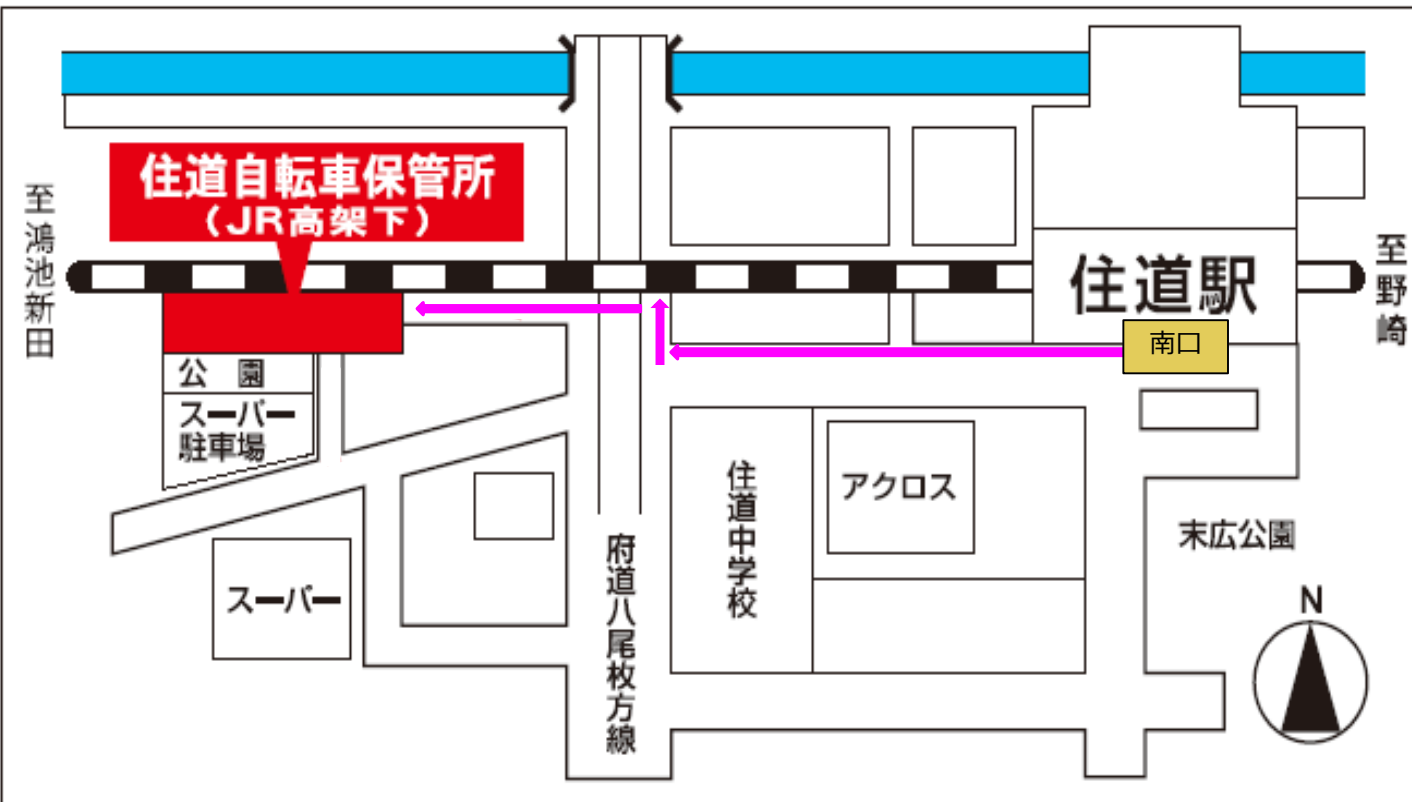 住道自転車保管所
（JR高架下）
至鴻池新田
住道駅
至野崎
南口
公園
スーパー
駐車場
アクロス
住道中学校
末広公園
府道八尾枚方線
スーパー
N